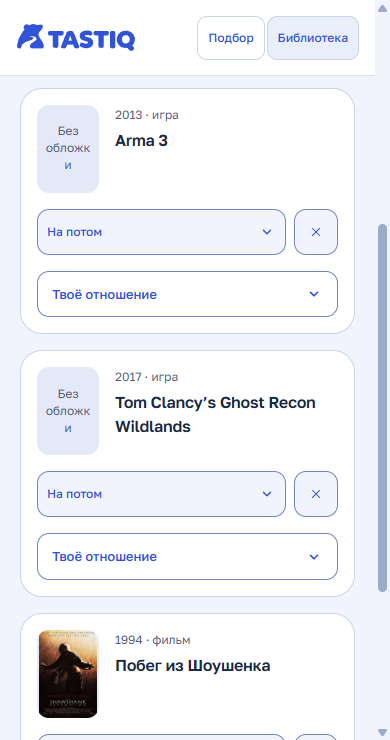 TASTIQ
Подбор
Библиотека
Без
обложк
и
2013 · игра
Arma 3
На потом
Твоё отношение
Без
обложк
и
2017 · игра
Tom Clancy’s Ghost Recon
Wildlands
На потом
Твоё отношение
1994 · фильм
Побег из Шоушенка